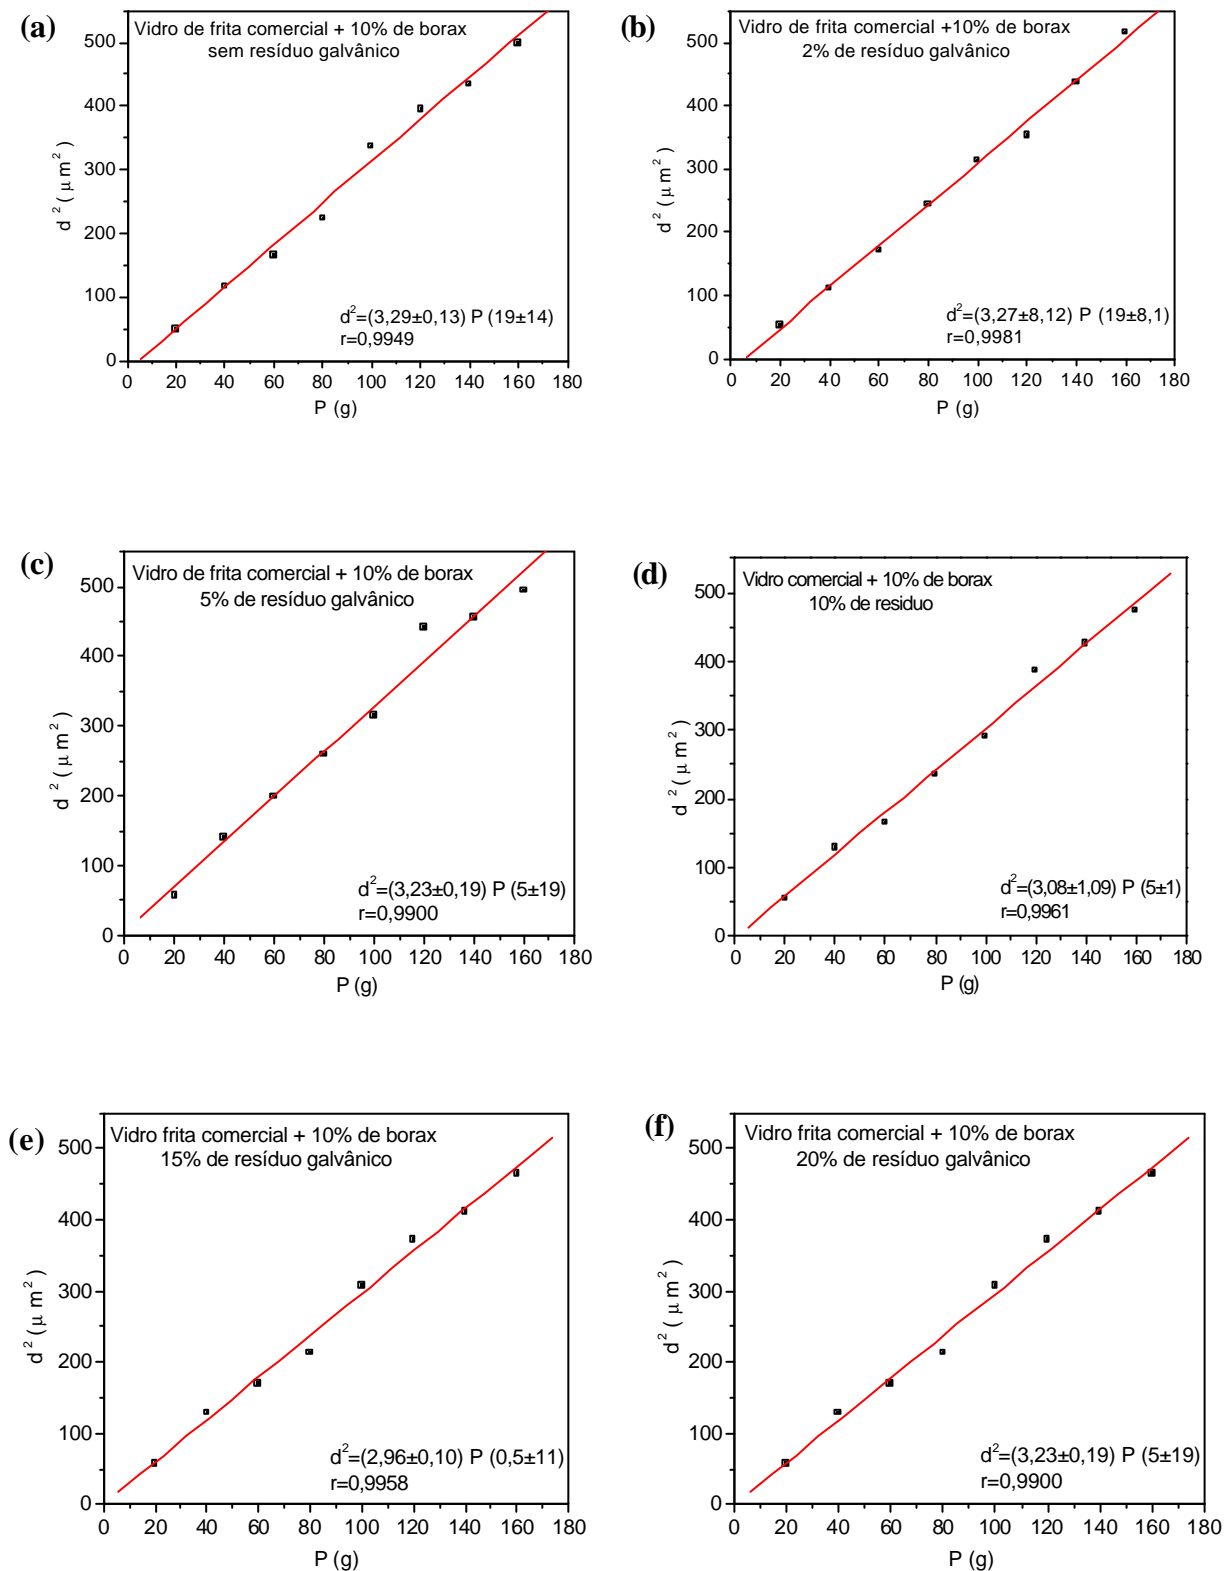 (a)
Vidro de frita comercial + 10% de borax
sem resíduo galvânico
500
400
300
200
100
0
d² (μm²)
d²=(3,29±0,13) P (19±14)
r=0,9949
0 20 40 60 80 100 120 140 160 180
P (g)
(b)
Vidro de frita comercial +10% de borax
2% de resíduo galvânico
500
400
300
200
100
0
d² (μm²)
d²=(3,27±8,12) P (19±8,1)
r=0,9981
0 20 40 60 80 100 120 140 160 180
P (g)
(c)
Vidro de frita comercial + 10% de borax
5% de resíduo galvânico
500
400
300
200
100
0
d² (μm²)
d²=(3,23±0,19) P (5±19)
r=0,9900
0 20 40 60 80 100 120 140 160 180
P (g)
(d)
Vidro comercial + 10% de borax
10% de residuo
500
400
300
200
100
0
d² (μm²)
d²=(3,08±1,09) P (5±1)
r=0,9961
0 20 40 60 80 100 120 140 160 180
P (g)
(e)
Vidro frita comercial + 10% de borax
15% de resíduo galvânico
500
400
300
200
100
0
d² (μm²)
d²=(2,96±0,10) P (0,5±11)
r=0,9958
0 20 40 60 80 100 120 140 160 180
P (g)
(f)
Vidro frita comercial + 10% de borax
20% de resíduo galvânico
500
400
300
200
100
0
d² (μm²)
d²=(3,23±0,19) P (5±19)
r=0,9900
0 20 40 60 80 100 120 140 160 180
P (g)